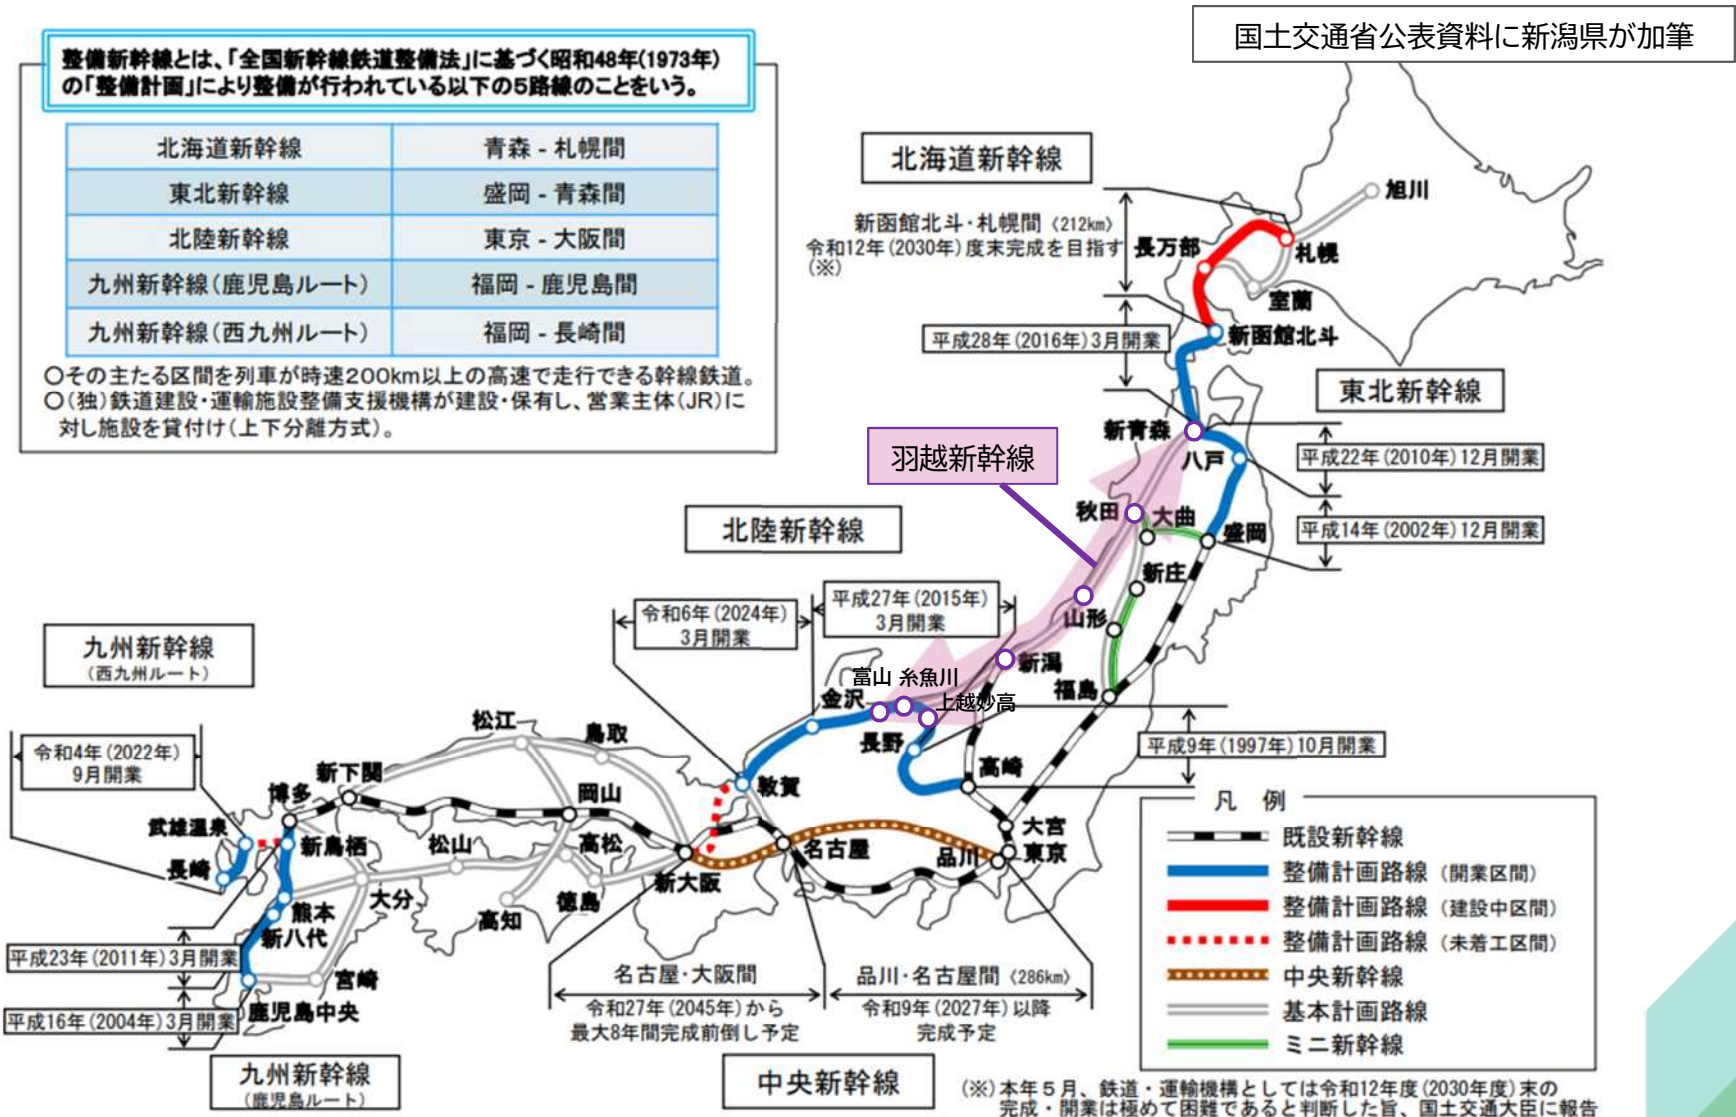 国土交通省公表資料に新潟県が加筆
整備新幹線とは、「全国新幹線鉄道整備法」に基づく昭和48年(1973年)
の「整備計画」により整備が行われている以下の5路線のことをいう。
北海道新幹線 青森 - 札幌間
東北新幹線 盛岡 - 青森間
北陸新幹線 東京 - 大阪間
九州新幹線(鹿児島ルート) 福岡 - 鹿児島間
九州新幹線(西九州ルート) 福岡 - 長崎間
○その主たる区間を列車が時速200km以上の高速で走行できる幹線鉄道。
○(独)鉄道建設・運輸施設整備支援機構が建設・保有し、営業主体(JR)に
対し施設を貸付け(上下分離方式)。
北海道新幹線
新函館北斗・札幌間〈212km〉
令和12年(2030年)度末完成を目指す
(※)
旭川
長万部
札幌
室蘭
平成28年(2016年)3月開業
新函館北斗
東北新幹線
新青森
羽越新幹線
八戸
平成22年(2010年)12月開業
秋田
大曲
盛岡
平成14年(2002年)12月開業
北陸新幹線
新庄
令和6年(2024年)
3月開業
平成27年(2015年)
3月開業
山形
九州新幹線
(西九州ルート)
新潟
富山
糸魚川
福島
金沢
上越妙高
松江
鳥取
長野
平成9年(1997年)10月開業
令和4年(2022年)
9月開業
新下関
博多
岡山
敦賀
高崎
武雄温泉
新鳥栖
松山
高松
名古屋
大宮
品川
東京
長崎
新大阪
大分
徳島
熊本
高知
新八代
平成23年(2011年)3月開業
宮崎
鹿児島中央
平成16年(2004年)3月開業
九州新幹線
(鹿児島ルート)
名古屋・大阪間
令和27年(2045年)から
最大8年間完成前倒し予定
品川・名古屋間〈286km〉
令和9年(2027年)以降
完成予定
中央新幹線
凡 例
既設新幹線
整備計画路線(開業区間)
整備計画路線(建設中区間)
整備計画路線(未着工区間)
中央新幹線
基本計画路線
ミニ新幹線
(※)本年5月、鉄道・運輸機構としては令和12年度(2030年度)末の
完成・開業は極めて困難であると判断した旨、国土交通大臣に報告